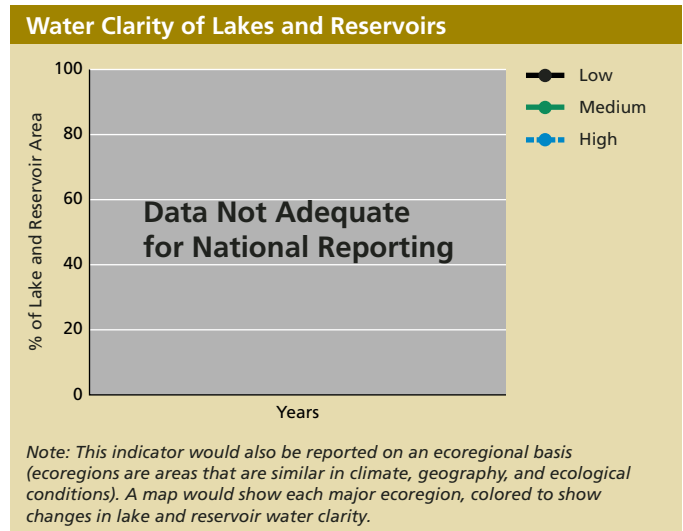 Water Clarity of Lakes and Reservoirs
% of Lake and Reservoir Area
100
80
60
40
20
0
Data Not Adequate
for National Reporting
Years
Low
Medium
High
Note: This indicator would also be reported on an ecoregional basis
(ecoregions are areas that are similar in climate, geography, and ecological
conditions). A map would show each major ecoregion, colored to show
changes in lake and reservoir water clarity.